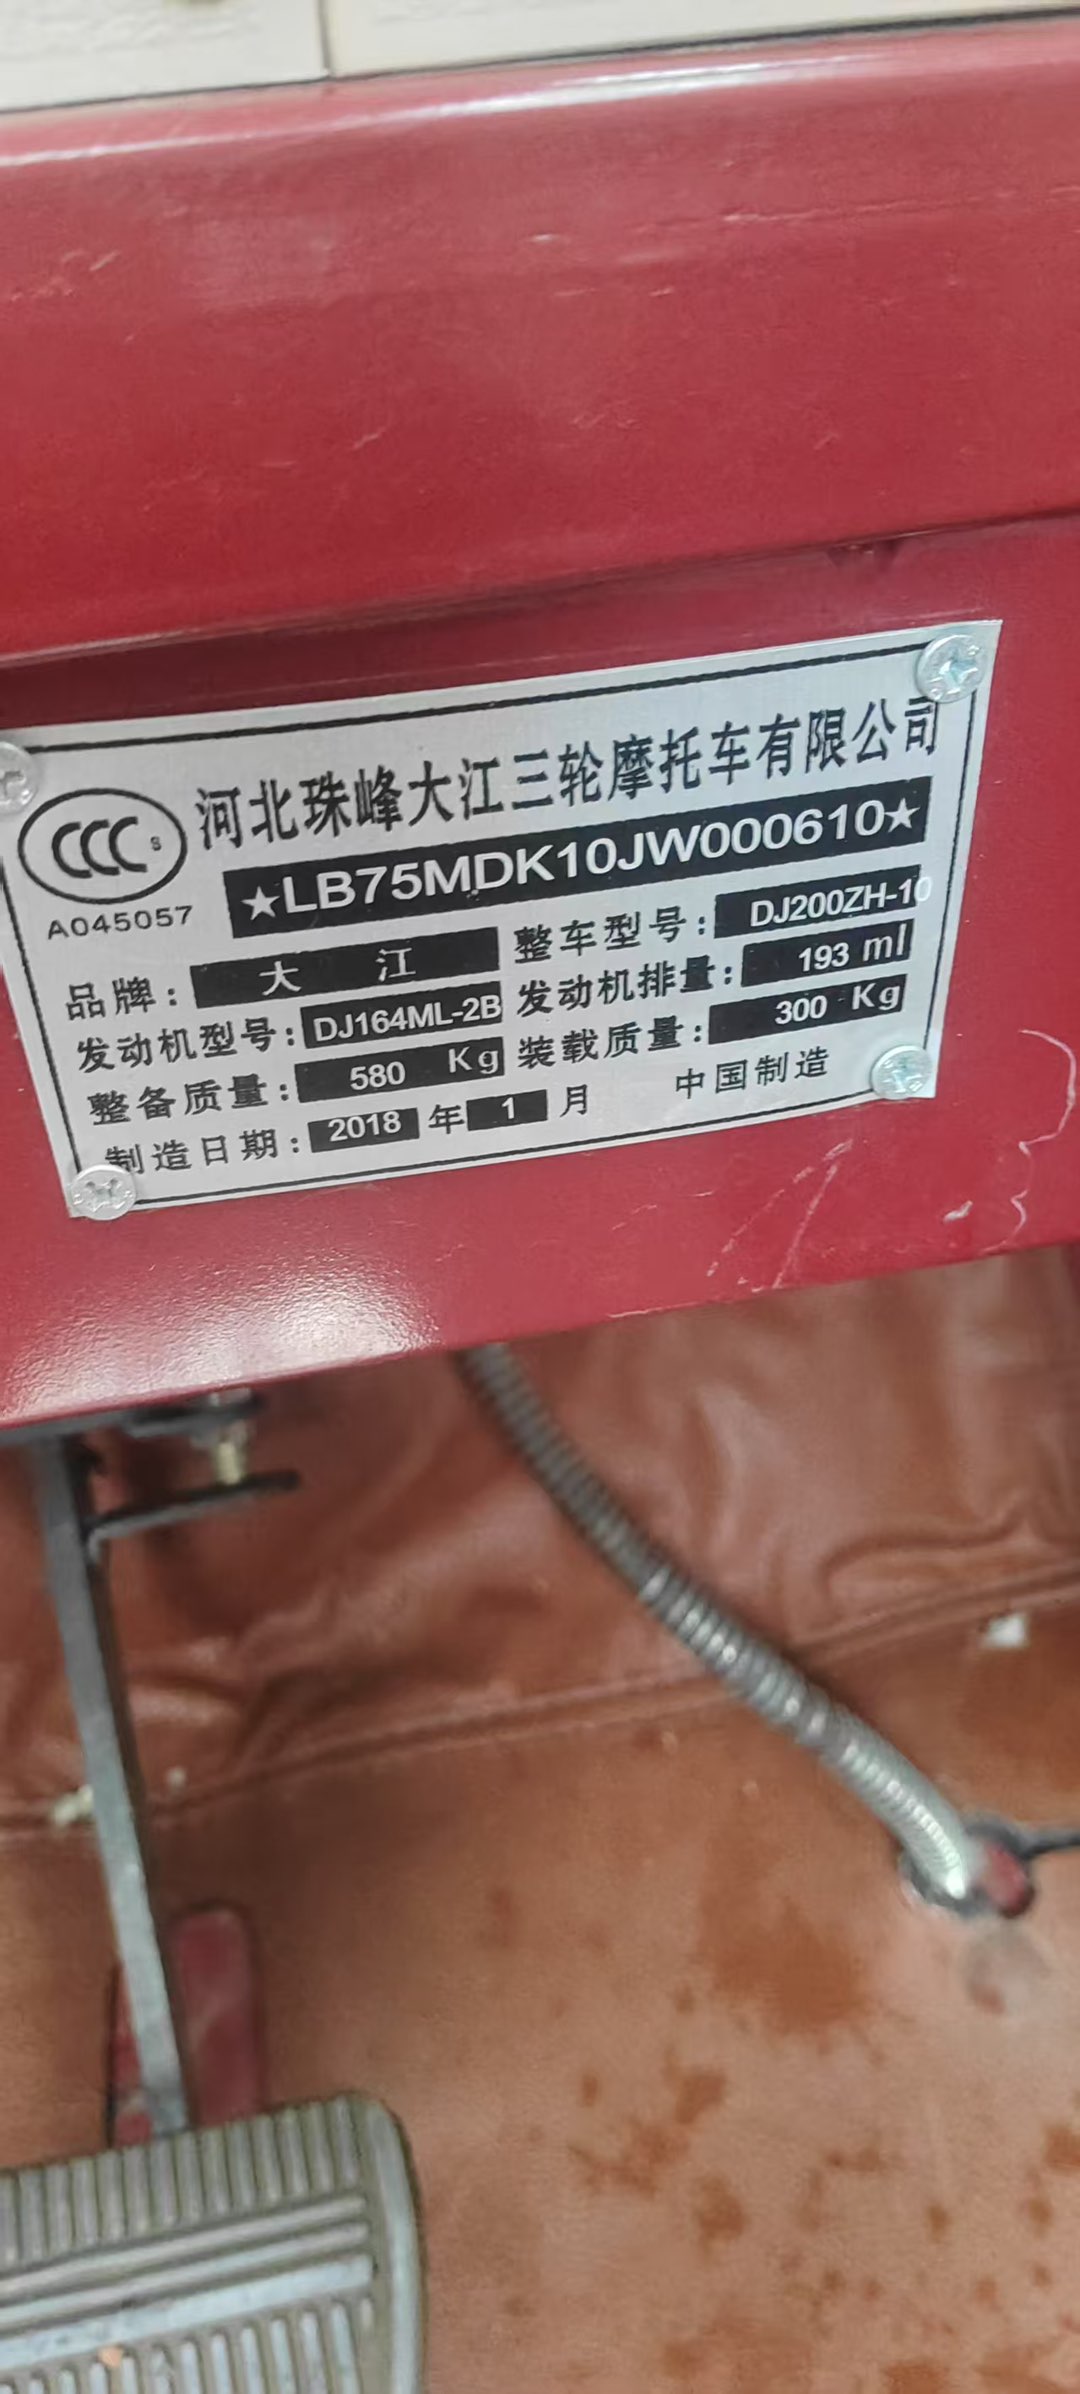 河北珠峰大江三轮摩托车有限公司
CCC S
A045057
★LB75MDK10JW000610★
品牌: 大 江 整车型号: DJ200ZH-10
发动机型号: DJ164ML-2B 发动机排量: 193 ml
整备质量: 580 Kg 装载质量: 300 Kg
制造日期: 2018 年 1 月 中国制造